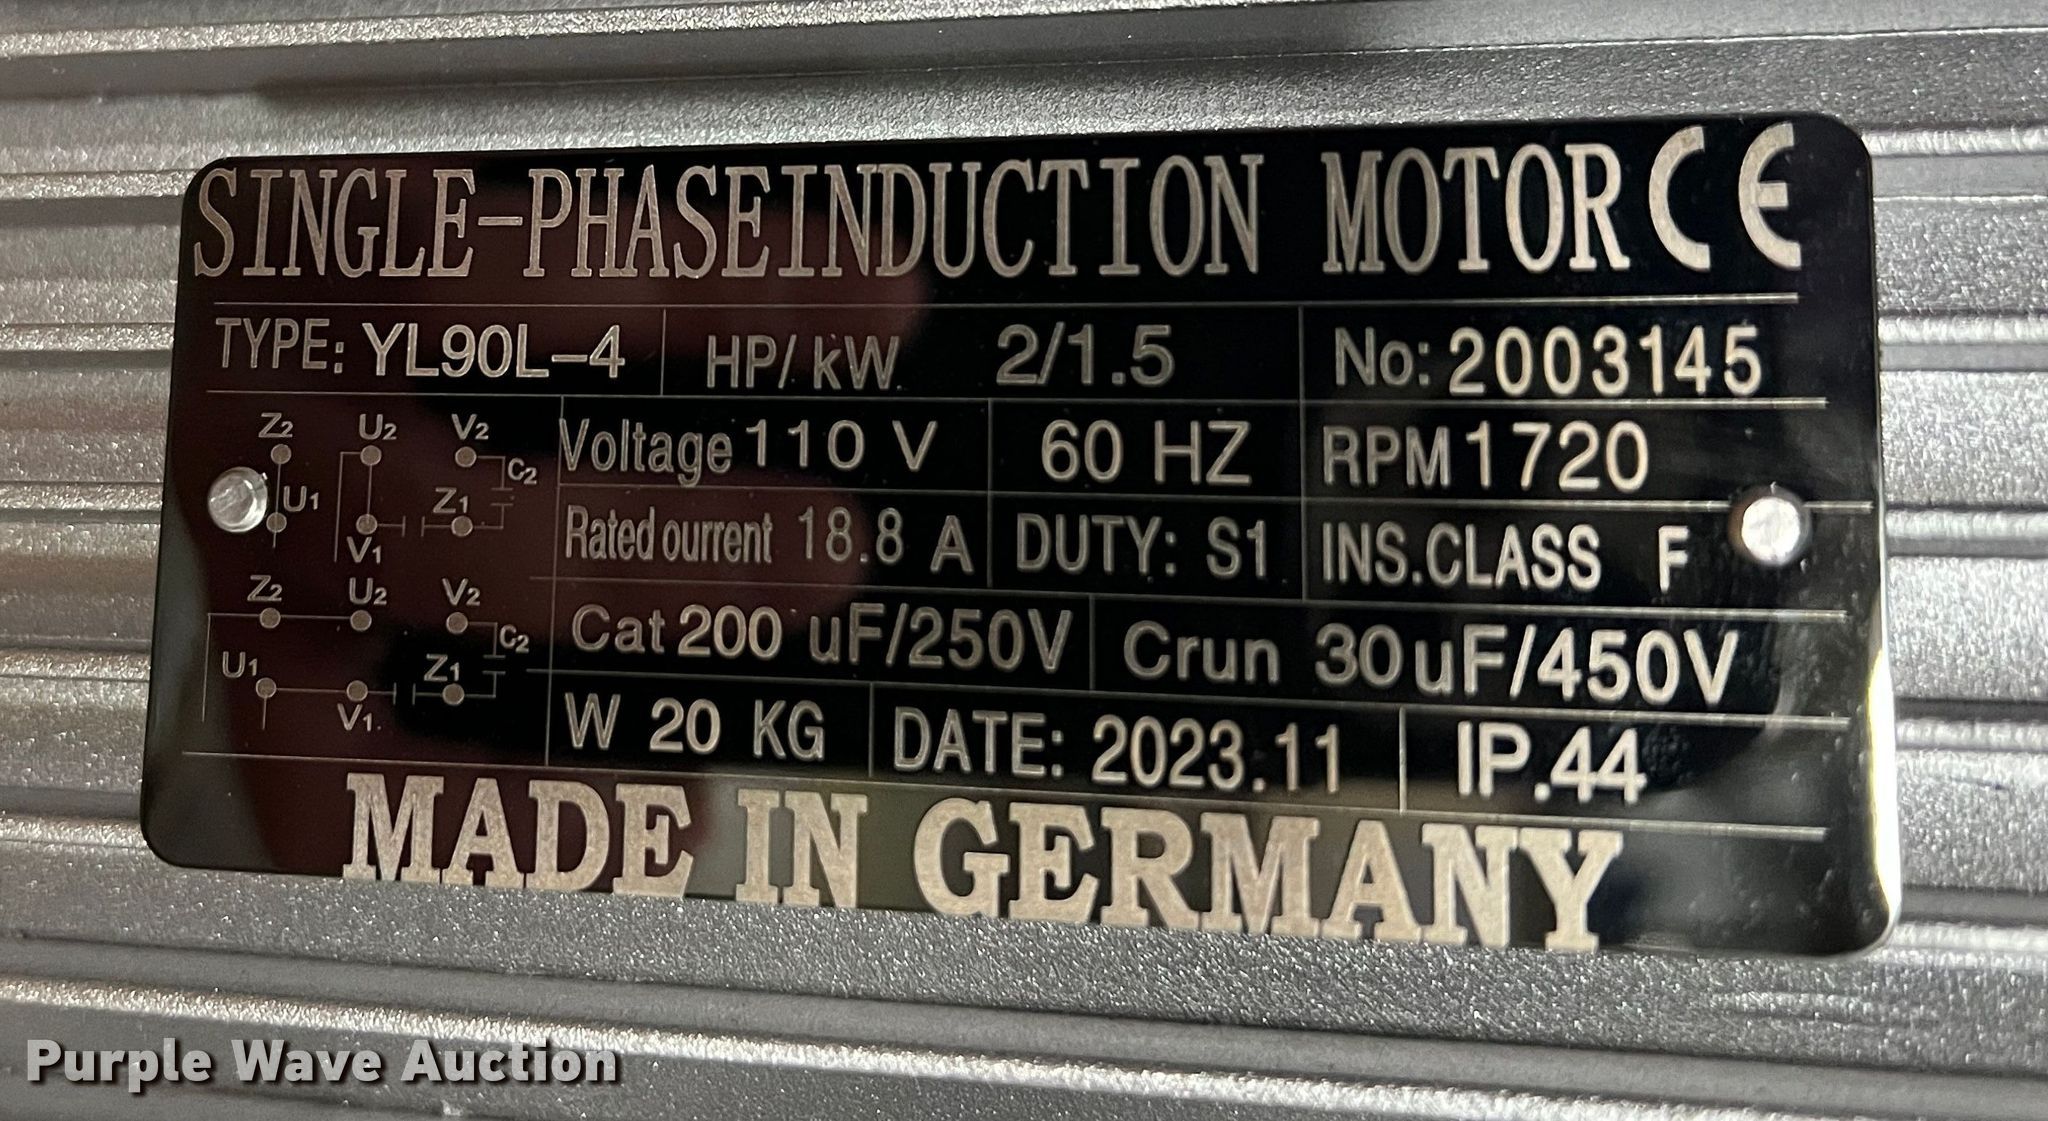 SINGLE-PHASEINDUCTION MOTOR CE
TYPE: YL90L-4 HP/kW 2/1.5 No: 2003145
Z2 U2 V2 C2
U1 V1 Z1
Voltage 110 V 60 HZ RPM 1720
Rated ourrent 18.8 A DUTY: S1 INS.CLASS F
Z2 U2 V2 C2
U1 V1. Z1
Cat 200 uF/250V Crun 30uF/450V
W 20 KG DATE: 2023.11 IP.44
MADE IN GERMANY
Purple Wave Auction